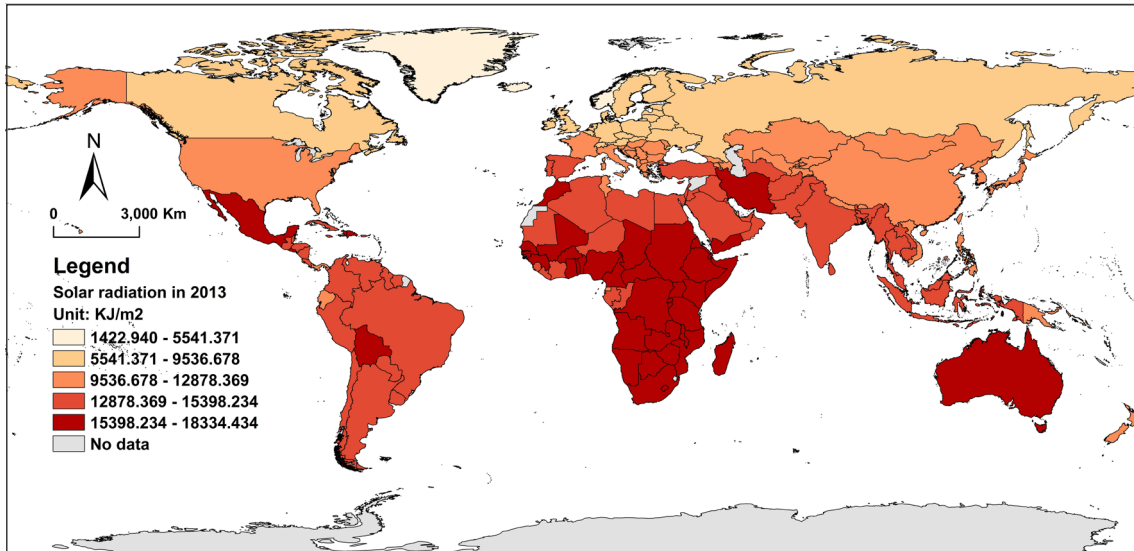 N
0 3,000 Km
Legend
Solar radiation in 2013
Unit: KJ/m2
1422.940 - 5541.371
5541.371 - 9536.678
9536.678 - 12878.369
12878.369 - 15398.234
15398.234 - 18334.434
No data